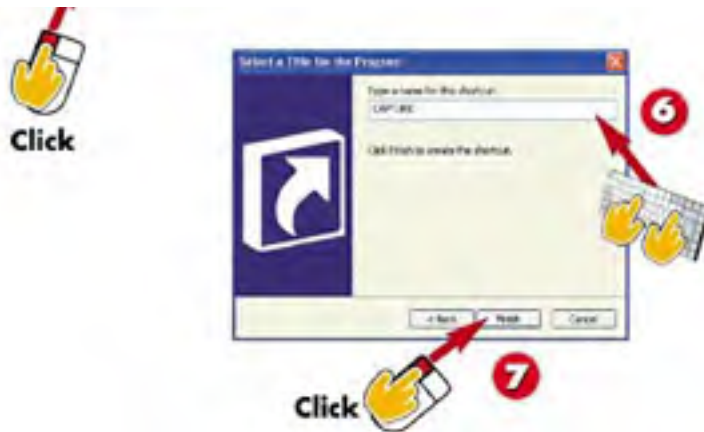 Click
Select a Title for the Program
Type a name for this shortcut:
6
Click Finish to create the shortcut.
< Back
Finish
Cancel
7
Click